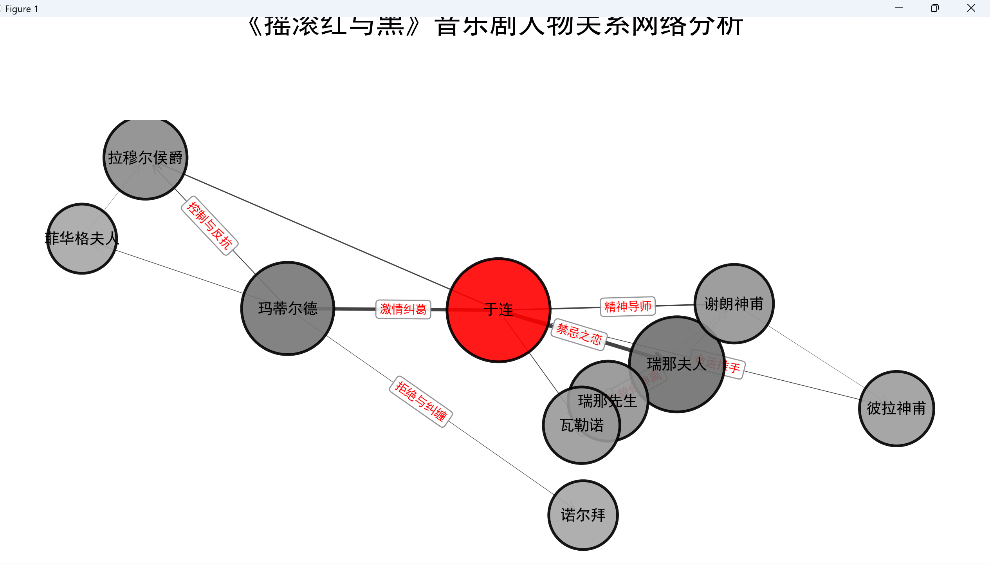 Figure 1
《摇滚红与黑》音乐剧人物关系网络分析
拉穆尔侯爵
控制与反抗
菲华格夫人
玛蒂尔德
激情纠葛
于连
精神导师
谢朗神甫
禁忌之恋
瑞那夫人
推手
瑞那先生
瓦勒诺
彼拉神甫
拒绝与纠缠
诺尔拜